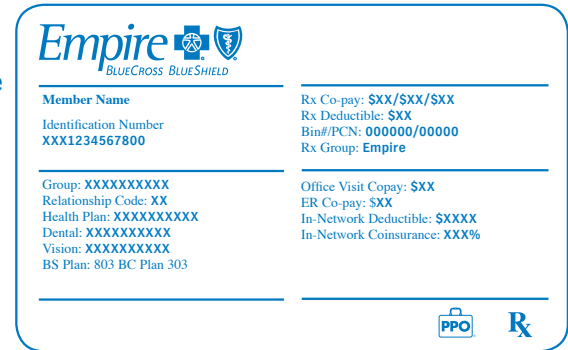 Empire
BLUECROSS BLUESHIELD
Member Name
Identification Number
XXX1234567800
Group: XXXXXXXXXX
Relationship Code: XX
Health Plan: XXXXXXXXXX
Dental: XXXXXXXXXX
Vision: XXXXXXXXXX
BS Plan: 803 BC Plan 303
Rx Co-pay: $XX/$XX/$XX
Rx Deductible: $XX
Bin#/PCN: 000000/00000
Rx Group: Empire
Office Visit Copay: $XX
ER Co-pay: $XX
In-Network Deductible: $XXXX
In-Network Coinsurance: XXX%
PPO
Rx